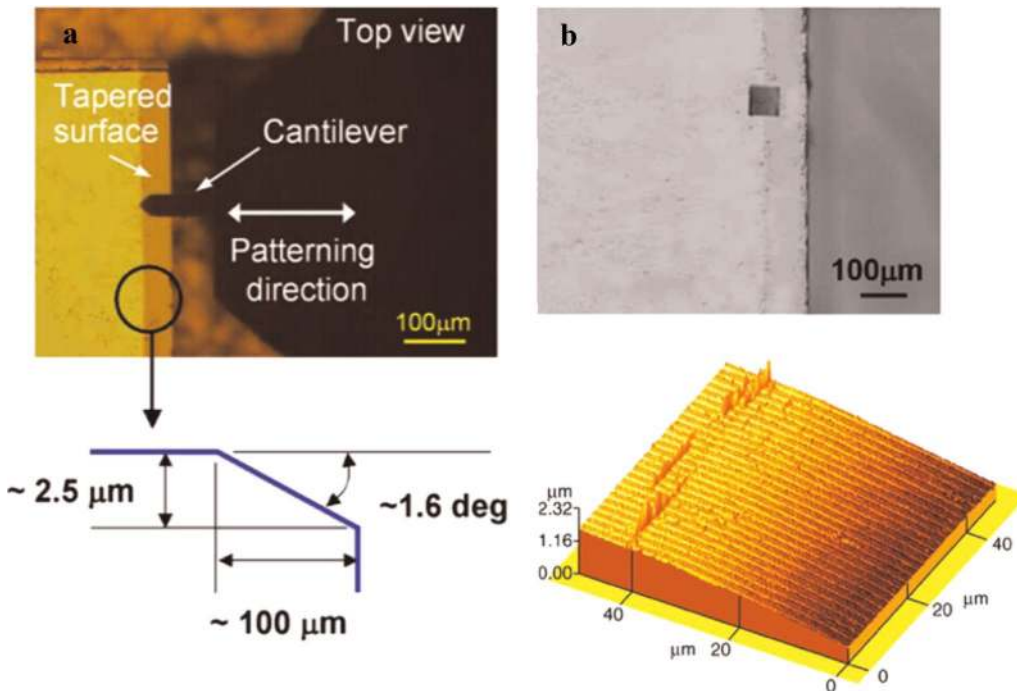 a
Top view
Tapered
surface
Cantilever
Patterning
direction
100μm
~ 2.5 μm
~1.6 deg
~ 100 μm
b
100μm
μm
2.32
1.16
0.00
40
μm
20
0
0
20
μm
40